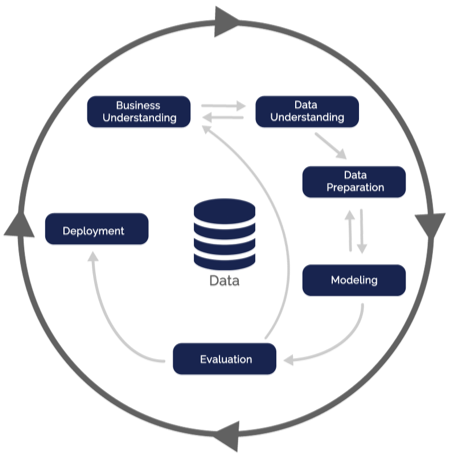 Business
Understanding
Data
Understanding
Data
Preparation
Deployment
Data
Modeling
Evaluation